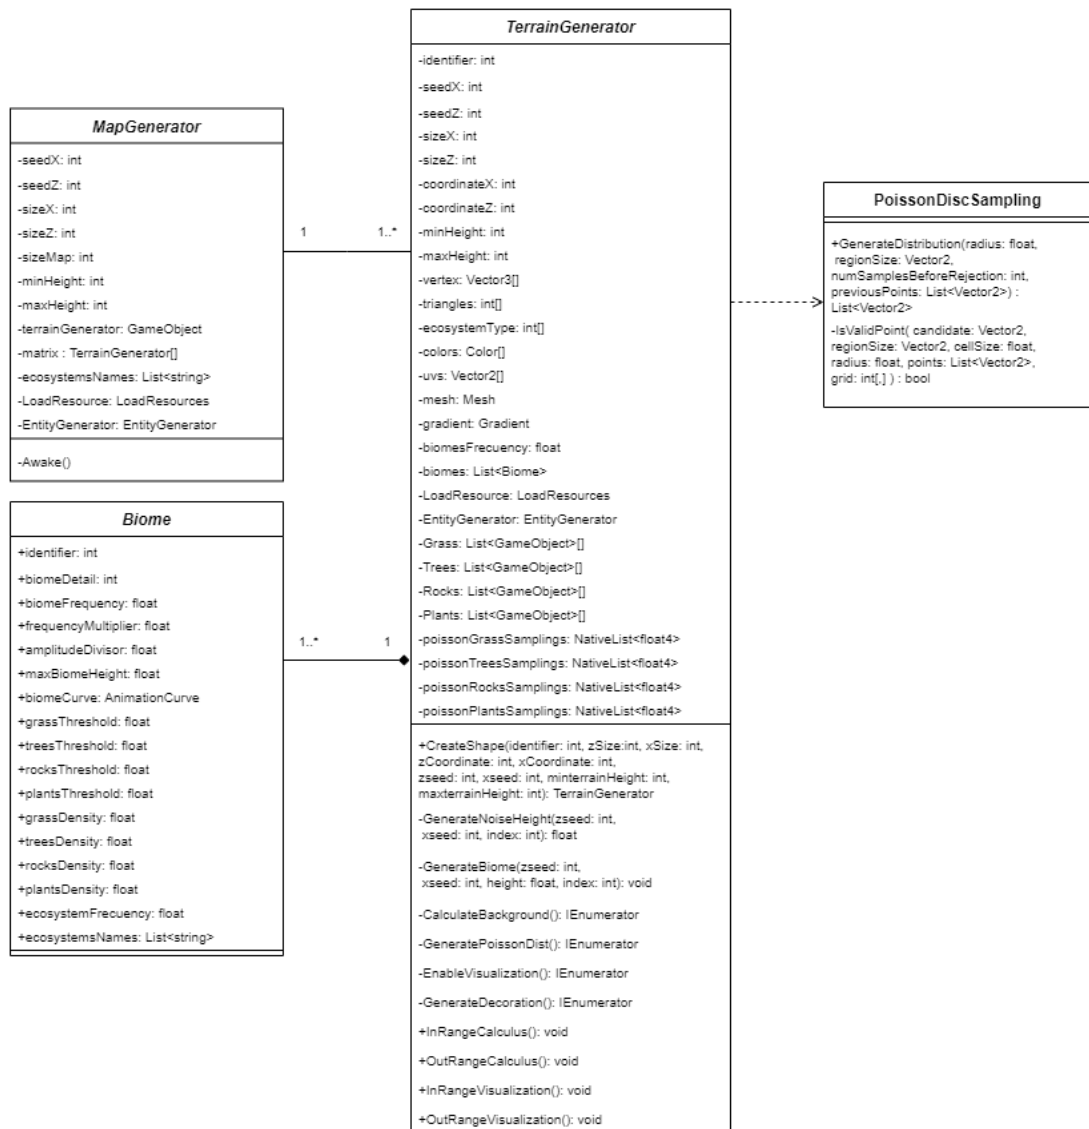 TerrainGenerator
-identifier: int
-seedX: int
-seedZ: int
-sizeX: int
-sizeZ: int
-coordinateX: int
-coordinateZ: int
-minHeight: int
-maxHeight: int
-vertex: Vector3[]
-triangles: int[]
-ecosystemType: int[]
-colors: Color[]
-uvs: Vector2[]
-mesh: Mesh
-gradient: Gradient
-biomesFrecuency: float
-biomes: List<Biome>
-LoadResource: LoadResources
-EntityGenerator: EntityGenerator
-Grass: List<GameObject>[]
-Trees: List<GameObject>[]
-Rocks: List<GameObject>[]
-Plants: List<GameObject>[]
-poissonGrassSamplings: NativeList<float4>
-poissonTreesSamplings: NativeList<float4>
-poissonRocksSamplings: NativeList<float4>
-poissonPlantsSamplings: NativeList<float4>
+CreateShape(identifier: int, zSize:int, xSize: int,
zCoordinate: int, xCoordinate: int,
zseed: int, xseed: int, minterrainHeight: int,
maxterrainHeight: int): TerrainGenerator
-GenerateNoiseHeight(zseed: int,
xseed: int, index: int): float
-GenerateBiome(zseed: int,
xseed: int, height: float, index: int): void
-CalculateBackground(): IEnumerator
-GeneratePoissonDist(): IEnumerator
-EnableVisualization(): IEnumerator
-GenerateDecoration(): IEnumerator
+InRangeCalculus(): void
+OutRangeCalculus(): void
+InRangeVisualization(): void
+OutRangeVisualization(): void
MapGenerator
-seedX: int
-seedZ: int
-sizeX: int
-sizeZ: int
-sizeMap: int
-minHeight: int
-maxHeight: int
-terrainGenerator: GameObject
-matrix : TerrainGenerator[]
-ecosystemsNames: List<string>
-LoadResource: LoadResources
-EntityGenerator: EntityGenerator
-Awake()
1 1..*
Biome
+identifier: int
+biomeDetail: int
+biomeFrequency: float
+frequencyMultiplier: float
+amplitudeDivisor: float
+maxBiomeHeight: float
+biomeCurve: AnimationCurve
+grassThreshold: float
+treesThreshold: float
+rocksThreshold: float
+plantsThreshold: float
+grassDensity: float
+treesDensity: float
+rocksDensity: float
+plantsDensity: float
+ecosystemFrecuency: float
+ecosystemsNames: List<string>
1..* 1
PoissonDiscSampling
+GenerateDistribution(radius: float,
regionSize: Vector2,
numSamplesBeforeRejection: int,
previousPoints: List<Vector2>) :
List<Vector2>
-IsValidPoint( candidate: Vector2,
regionSize: Vector2, cellSize: float,
radius: float, points: List<Vector2>,
grid: int[,] ) : bool